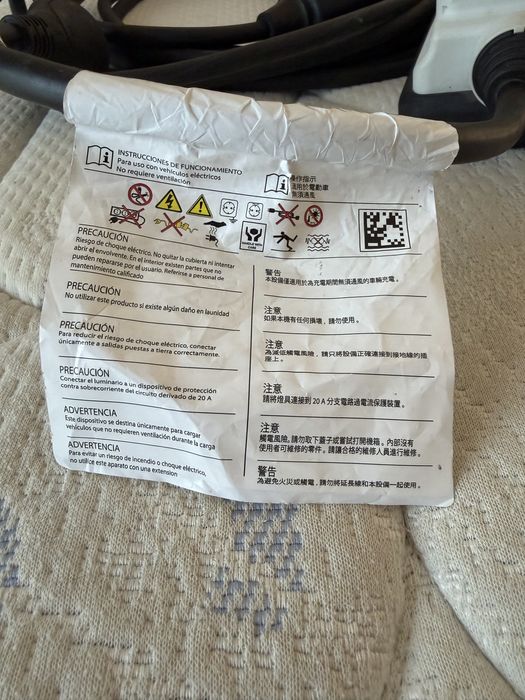 INSTRUCCIONES DE FUNCIONAMIENTO
Para uso con vehículos eléctricos
No requiere ventilación
PRECAUCIÓN
Riesgo de choque eléctrico. No quitar la cubierta ni intentar
abrir el envolvente. En el interior existen partes que no
pueden repararse por el usuario. Referirse a personal de
mantenimiento calificado
PRECAUCIÓN
No utilizar este producto si existe algún daño en launidad
PRECAUCIÓN
Para reducir el riesgo de choque eléctrico, conectar
únicamente a salidas puestas a tierra correctamente.
PRECAUCIÓN
Conectar el luminario a un dispositivo de protección
contra sobrecorriente del circuito derivado de 20 A
ADVERTENCIA
Este dispositivo se destina únicamente para cargar
vehículos que no requieren ventilación durante la carga
ADVERTENCIA
Para evitar un riesgo de incendio o choque eléctrico,
no utilice este aparato con una extension
操作指示
適用於電動車
無須通風
HANDLE WITH
CARE
警告
本設備僅適用於為充電期間無須通風的車輛充電。
注意
如果本機有任何損壞，請勿使用。
注意
為減低觸電風險，請只將設備正確連接到接地線的插
座上。
注意
請將燈具連接到 20 A 分支電路過電流保護裝置。
注意
觸電風險。請勿取下蓋子或嘗試打開機箱。內部沒有
使用者可維修的零件。請讓合格的維修人員進行維修。
警告
為避免火災或觸電，請勿將延長線和本設備一起使用。